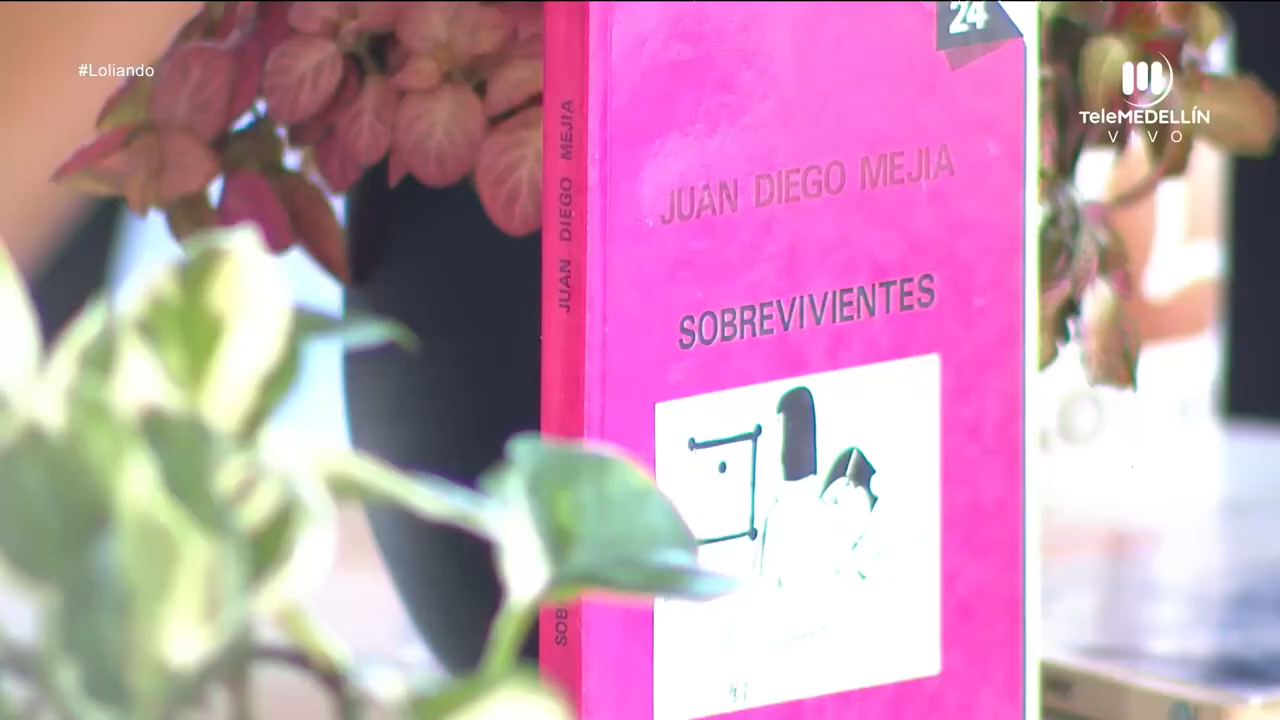 #Loliando
24
TeleMEDELLÍN
VIVO
JUAN DIEGO MEJIA
SOBREVIVIENTES
JUAN DIEGO MEJIA
SOB